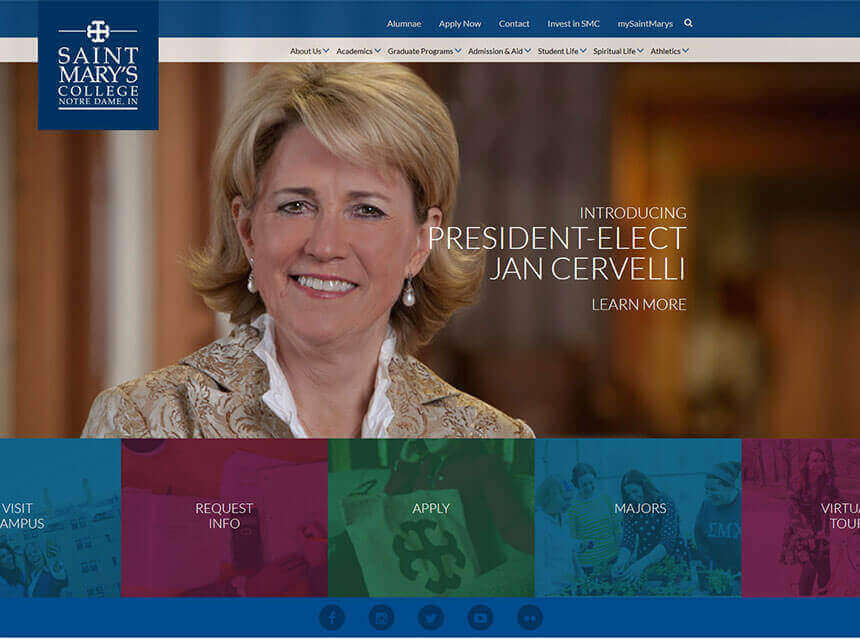 Alumnae Apply Now Contact Invest in SMC mySaintMarys
About Us Academics Graduate Programs Admission & Aid Student Life Spiritual Life Athletics
SAINT
MARY'S
COLLEGE
NOTRE DAME, IN
INTRODUCING
PRESIDENT-ELECT
JAN CERVELLI
LEARN MORE
VISIT
AMPUS
REQUEST
INFO
APPLY
MAJORS
VIRTUA
TOUR